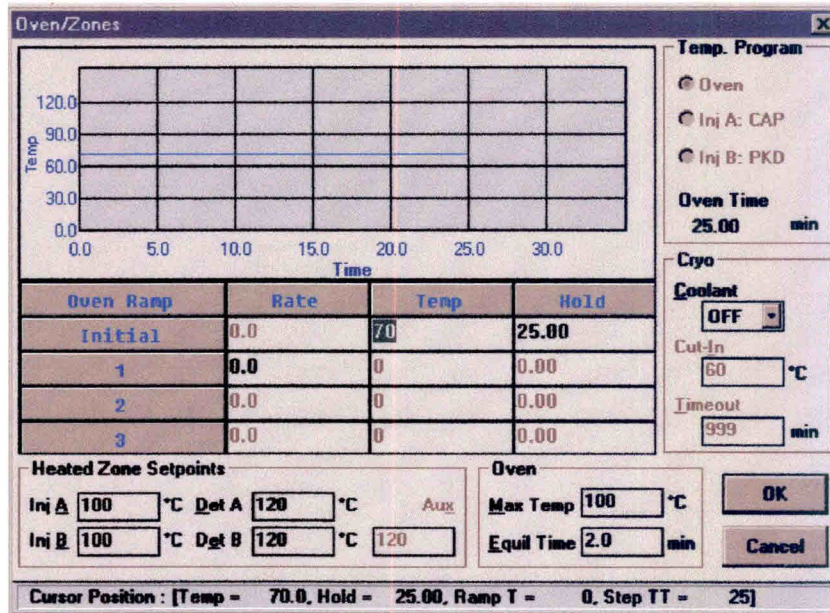 Oven/Zones
Temp. Program
Oven
Inj A: CAP
Inj B: PKD
Oven Time
25.00 min
Temp
120.0
90.0
60.0
30.0
0.0
0.0 5.0 10.0 15.0 20.0 25.0 30.0
Time
Cryo
Coolant
OFF
Cut-In
60 °C
Timeout
999 min
Oven Ramp Rate Temp Hold
Initial 0.0 70 25.00
1 0.0 0 0.00
2 0.0 0 0.00
3 0.0 0 0.00
Heated Zone Setpoints
Inj A 100 °C Det A 120 °C Aux
Inj B 100 °C Det B 120 °C 120
Oven
Max Temp 100 °C
Equil Time 2.0 min
OK
Cancel
Cursor Position : [Temp = 70.0, Hold = 25.00, Ramp T = 0, Step TT = 25]